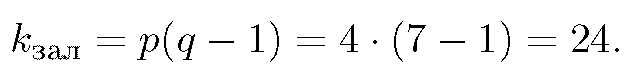 k_зал = p(q − 1) = 4 · (7 − 1) = 24.